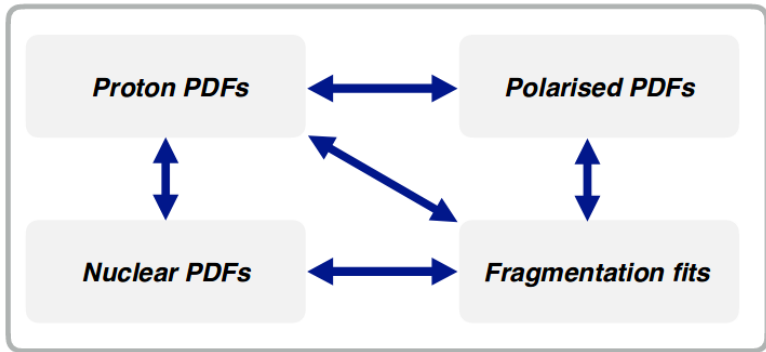 Proton PDFs
Polarised PDFs
Nuclear PDFs
Fragmentation fits